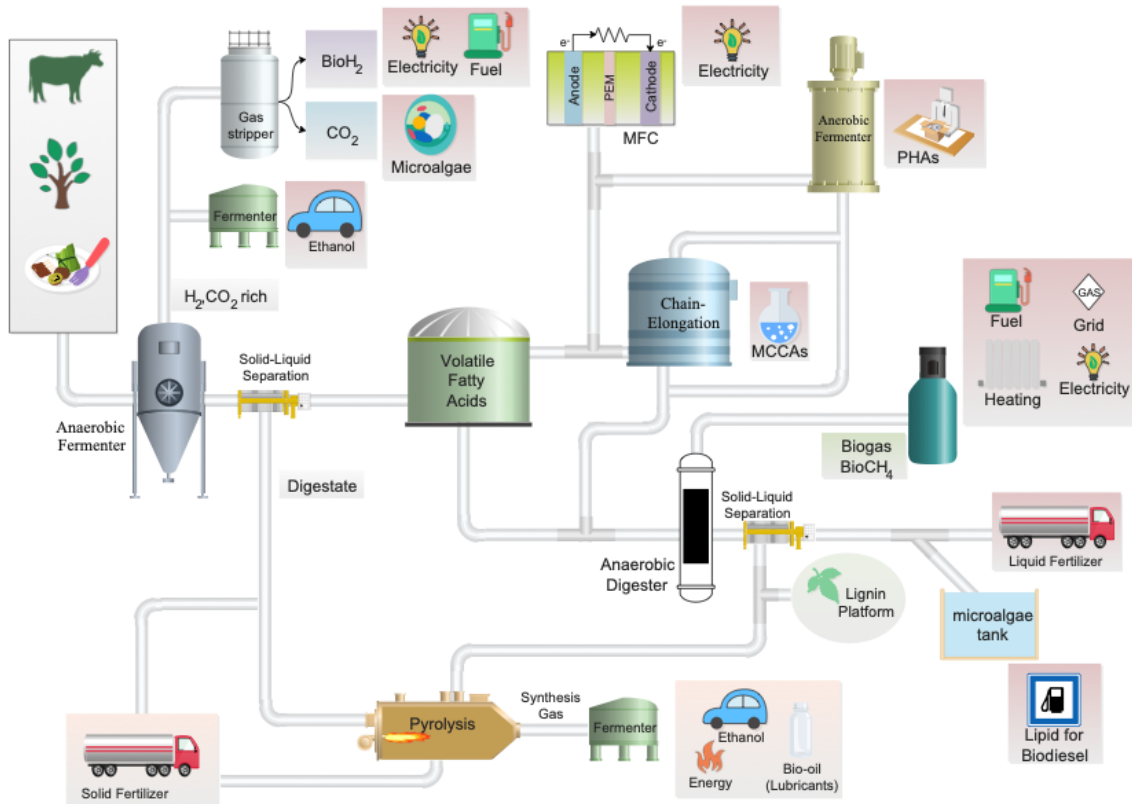 BioH2
CO2
Gas
stripper
Electricity
Fuel
Microalgae
Fermenter
Ethanol
H2,CO2 rich
e-
e-
Anode
PEM
Cathode
MFC
Electricity
Anerobic
Fermenter
PHAs
Chain-
Elongation
MCCAs
Volatile
Fatty
Acids
Solid-Liquid
Separation
Anaerobic
Fermenter
Digestate
Fuel
GAS
Grid
Heating
Electricity
Biogas
BioCH4
Solid-Liquid
Separation
Anaerobic
Digester
Liquid Fertilizer
Lignin
Platform
microalgae
tank
Lipid for
Biodiesel
Pyrolysis
Synthesis
Gas
Fermenter
Ethanol
Energy
Bio-oil
(Lubricants)
Solid Fertilizer